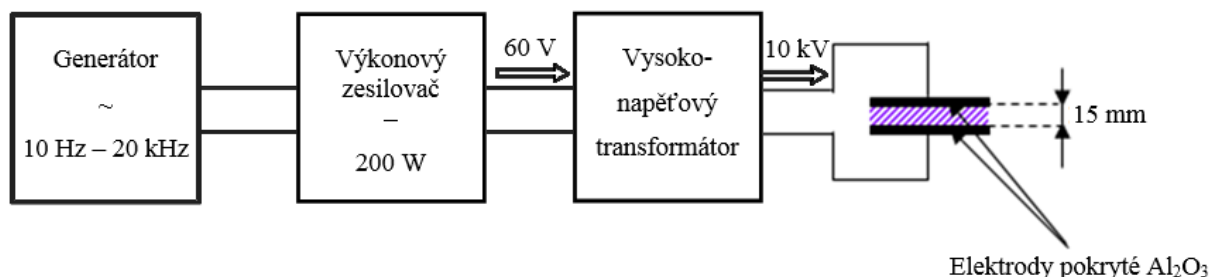 Generátor
~
10 Hz – 20 kHz
Výkonový
zesilovač
–
200 W
60 V
Vysoko-
napěťový
transformátor
10 kV
15 mm
Elektrody pokryté Al₂O₃